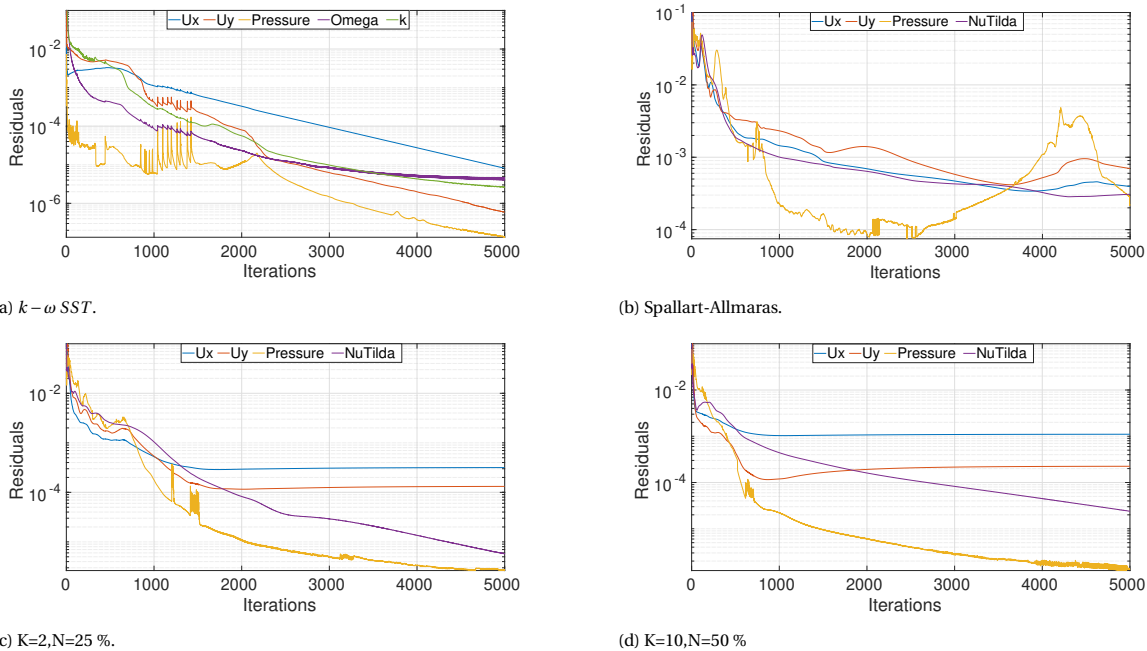 Ux Uy Pressure Omega k
10^-2
10^-4
10^-6
Residuals
0 1000 2000 3000 4000 5000
Iterations
a) k − ω SST.
Ux Uy Pressure NuTilda
10^-1
10^-2
10^-3
10^-4
Residuals
0 1000 2000 3000 4000 5000
Iterations
(b) Spallart-Allmaras.
Ux Uy Pressure NuTilda
10^-2
10^-4
Residuals
0 1000 2000 3000 4000 5000
Iterations
c) K=2,N=25 %.
Ux Uy Pressure NuTilda
10^-2
10^-4
Residuals
0 1000 2000 3000 4000 5000
Iterations
(d) K=10,N=50 %